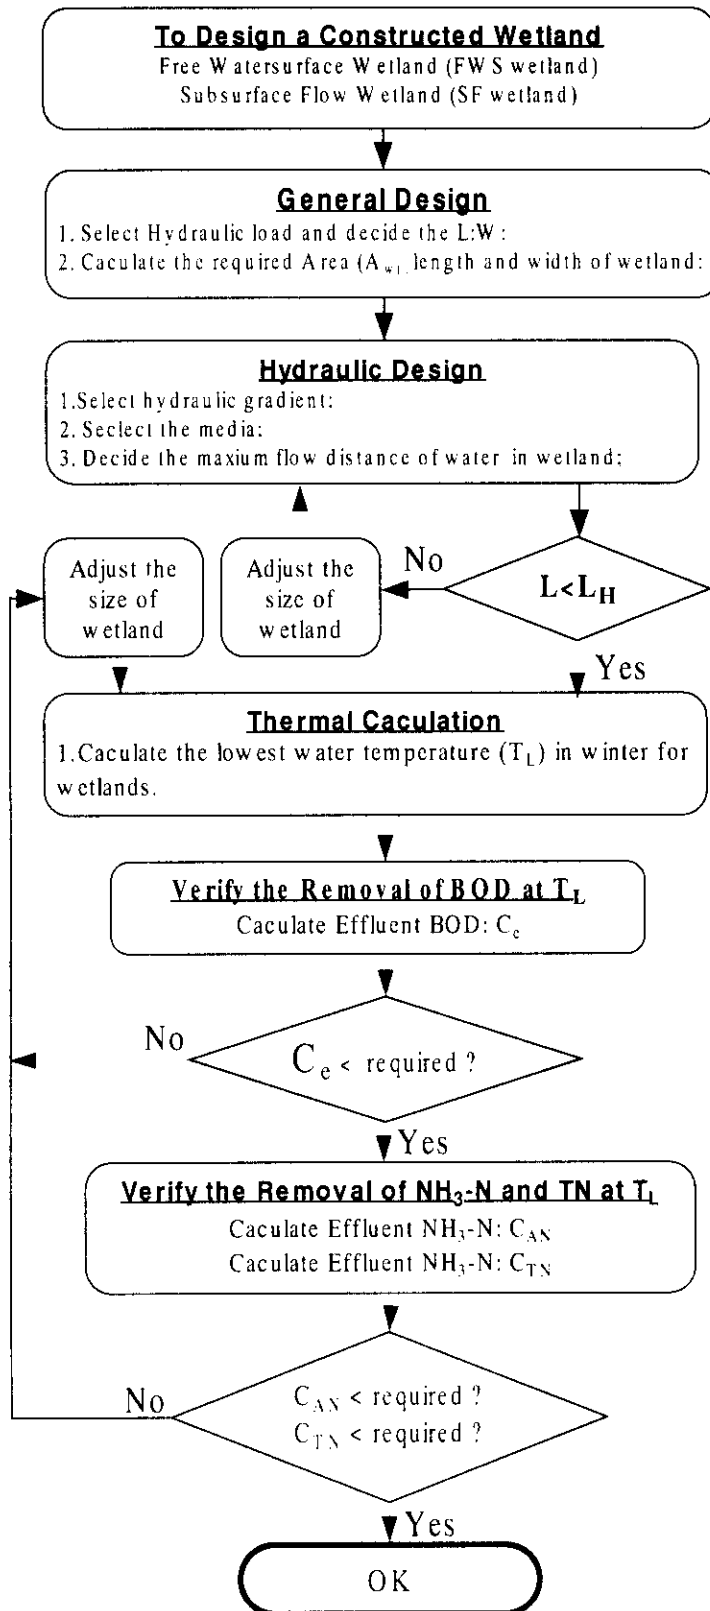 To Design a Constructed Wetland
Free Watersurface Wetland (FWS wetland)
Subsurface Flow Wetland (SF wetland)
General Design
1. Select Hydraulic load and decide the L:W:
2. Caculate the required Area (A_w), length and width of wetland:
Hydraulic Design
1.Select hydraulic gradient:
2. Seclect the media:
3. Decide the maxium flow distance of water in wetland;
Adjust the
size of
wetland
Adjust the
size of
wetland
No
L<L_H
Yes
Thermal Caculation
1.Caculate the lowest water temperature (T_L) in winter for
wetlands.
Verify the Removal of BOD at T_L
Caculate Effluent BOD: C_e
No
C_e < required ?
Yes
Verify the Removal of NH₃-N and TN at T_L
Caculate Effluent NH₃-N: C_AN
Caculate Effluent NH₃-N: C_TN
No
C_AN < required ?
C_TN < required ?
Yes
OK